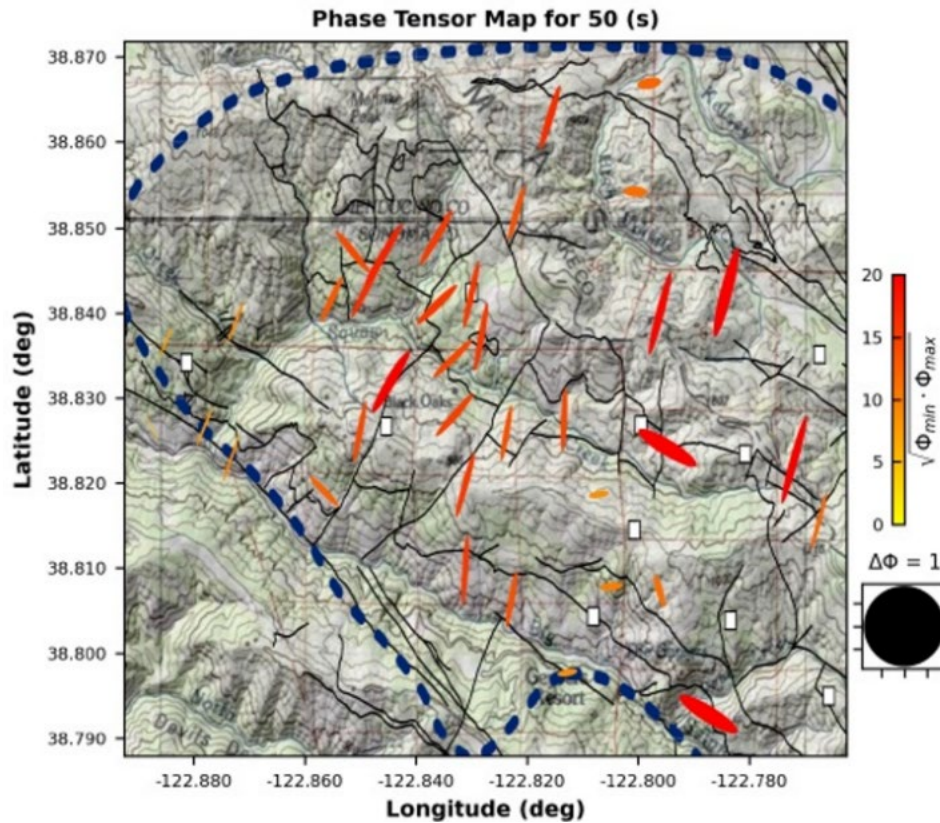 Phase Tensor Map for 50 (s)
38.870
38.860
38.850
38.840
38.830
38.820
38.810
38.800
38.790
Latitude (deg)
-122.880
-122.860
-122.840
-122.820
-122.800
-122.780
Longitude (deg)
Black Oaks
Resort
20
15
10
5
0
√Φmin · Φmax
ΔΦ = 1